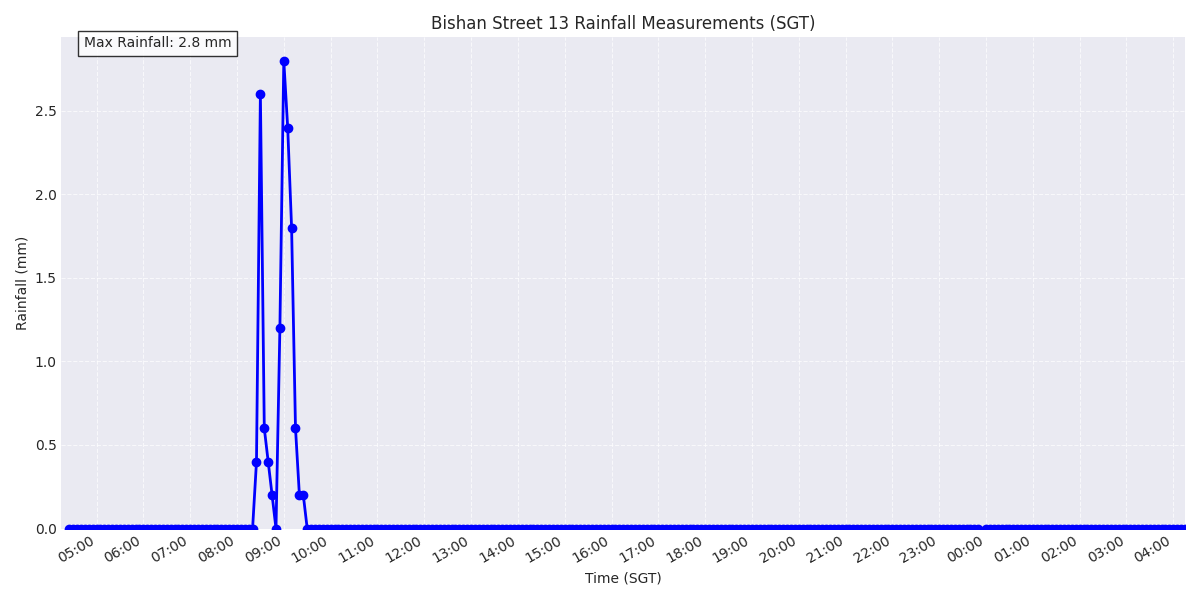 Bishan Street 13 Rainfall Measurements (SGT)
Max Rainfall: 2.8 mm
Rainfall (mm)
2.5
2.0
1.5
1.0
0.5
0.0
05:00 06:00 07:00 08:00 09:00 10:00 11:00 12:00 13:00 14:00 15:00 16:00 17:00 18:00 19:00 20:00 21:00 22:00 23:00 00:00 01:00 02:00 03:00 04:00
Time (SGT)